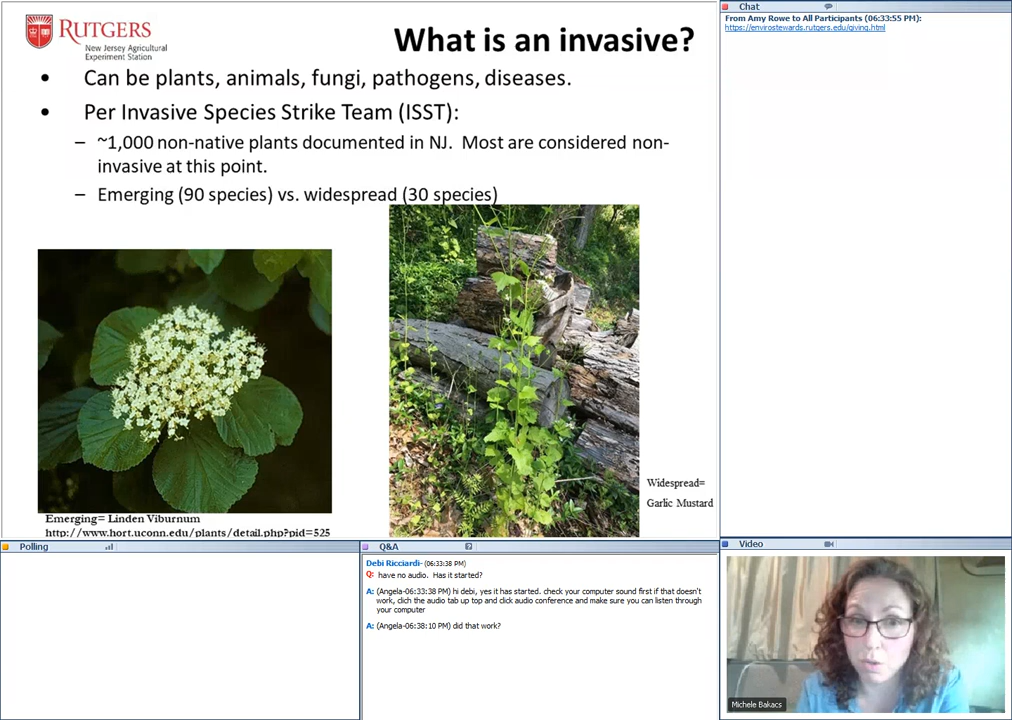 RUTGERS
New Jersey Agricultural
Experiment Station
What is an invasive?
• Can be plants, animals, fungi, pathogens, diseases.
• Per Invasive Species Strike Team (ISST):
– ~1,000 non-native plants documented in NJ. Most are considered non-
invasive at this point.
– Emerging (90 species) vs. widespread (30 species)
Emerging= Linden Viburnum
http://www.hort.uconn.edu/plants/detail.php?pid=525
Widespread=
Garlic Mustard
Chat
From Amy Rowe to All Participants (06:33:55 PM):
https://envirostewards.rutgers.edu/giving.html
Polling
Q&A
Debi Ricciardi- (06:33:38 PM)
Q: have no audio. Has it started?
A: (Angela-06:33:38 PM) hi debi, yes it has started. check your computer sound first if that doesn't
work, clich the audio tab up top and click audio conference and make sure you can listen through
your computer
A: (Angela-06:38:10 PM) did that work?
Video
Michele Bakacs